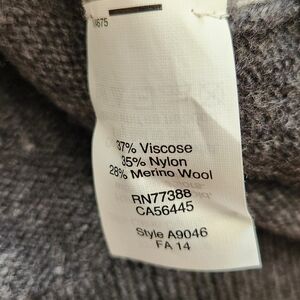 37% Viscose
35% Nylon
28% Merino Wool
RN77388
CA56445
Style A9046
FA 14